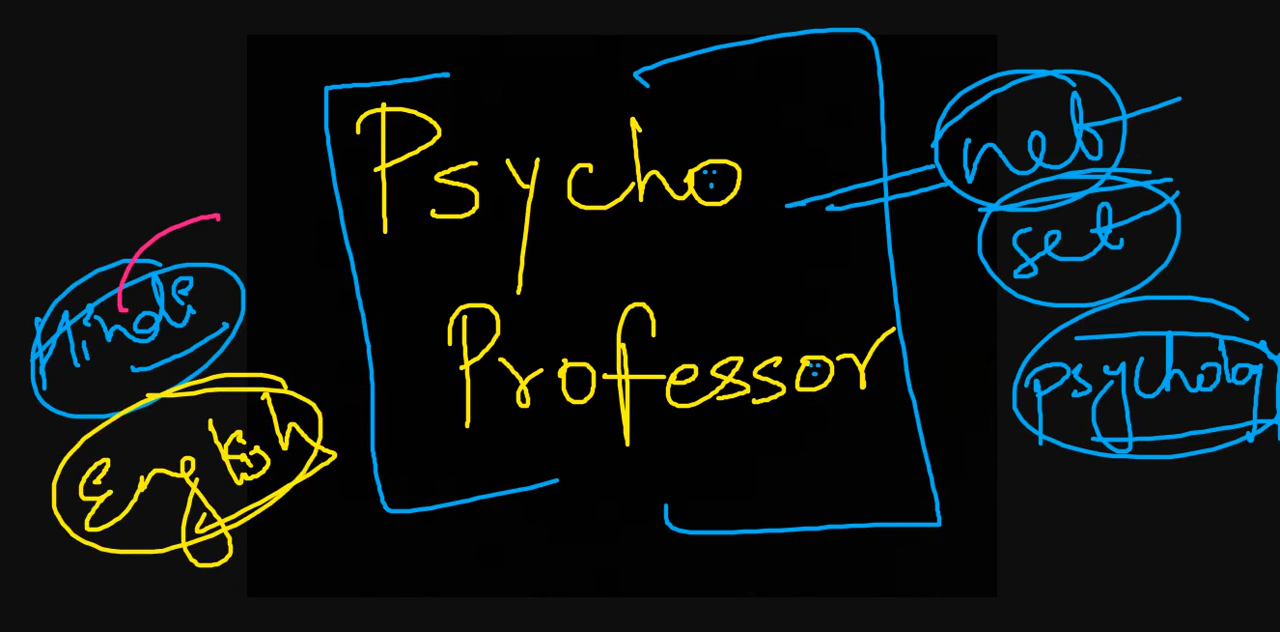 Psycho
Professor
net
set
psycholog
Hindi
English